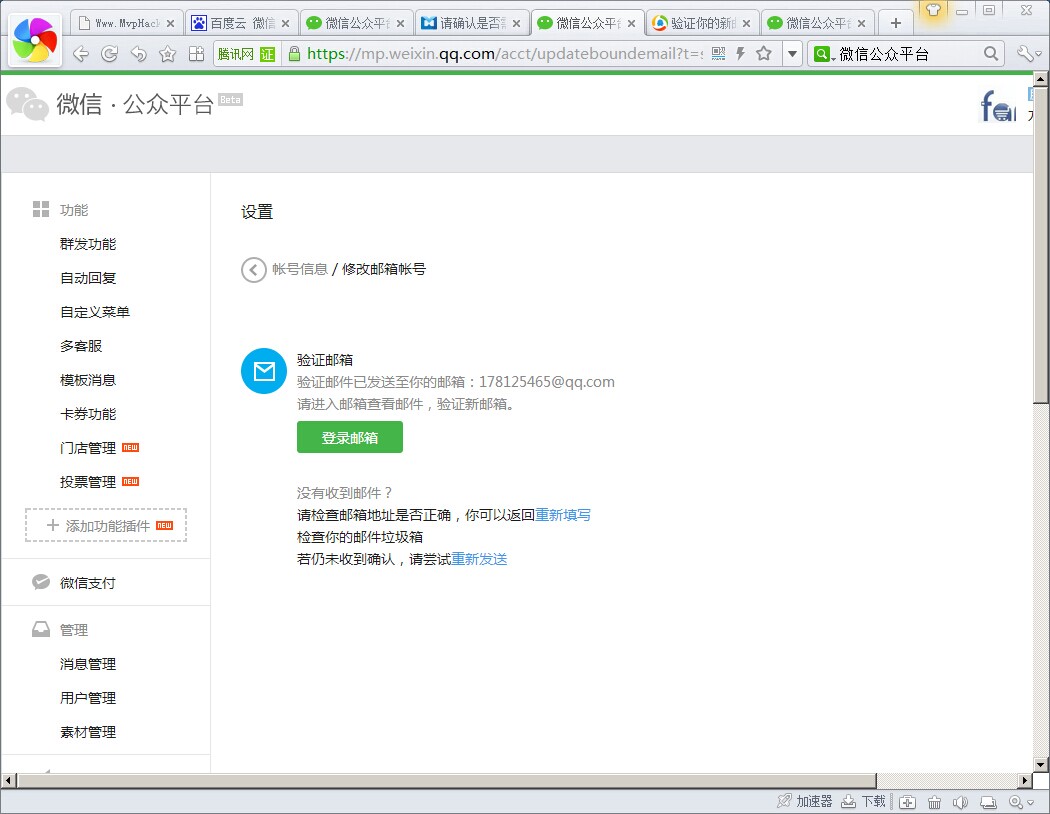 Www.MvpHack
百度云 微信
微信公众平台
请确认是否
微信公众平台
验证你的新
微信公众平台
腾讯网 证 https://mp.weixin.qq.com/acct/updateboundemail?t=
微信公众平台
微信·公众平台 Beta
功能
群发功能
自动回复
自定义菜单
多客服
模板消息
卡券功能
门店管理 NEW
投票管理 NEW
添加功能插件 NEW
微信支付
管理
消息管理
用户管理
素材管理
设置
帐号信息 / 修改邮箱帐号
验证邮箱
验证邮件已发送至你的邮箱：178125465@qq.com
请进入邮箱查看邮件，验证新邮箱。
登录邮箱
没有收到邮件？
请检查邮箱地址是否正确，你可以返回重新填写
检查你的邮件垃圾箱
若仍未收到确认，请尝试重新发送
加速器 下载